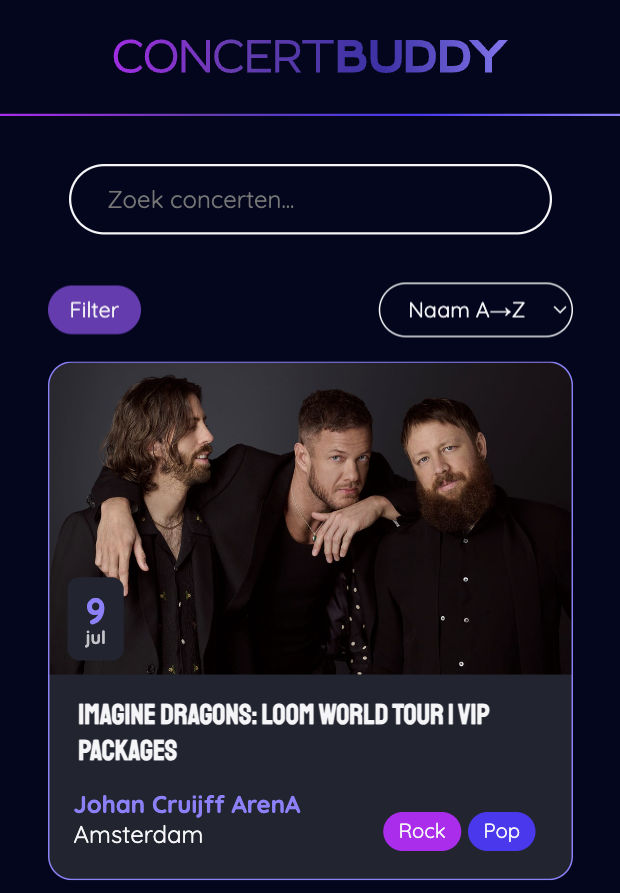 CONCERTBUDDY
Zoek concerten...
Filter
Naam A→Z
9
jul
IMAGINE DRAGONS: LOOM WORLD TOUR | VIP
PACKAGES
Johan Cruijff ArenA
Amsterdam
Rock
Pop